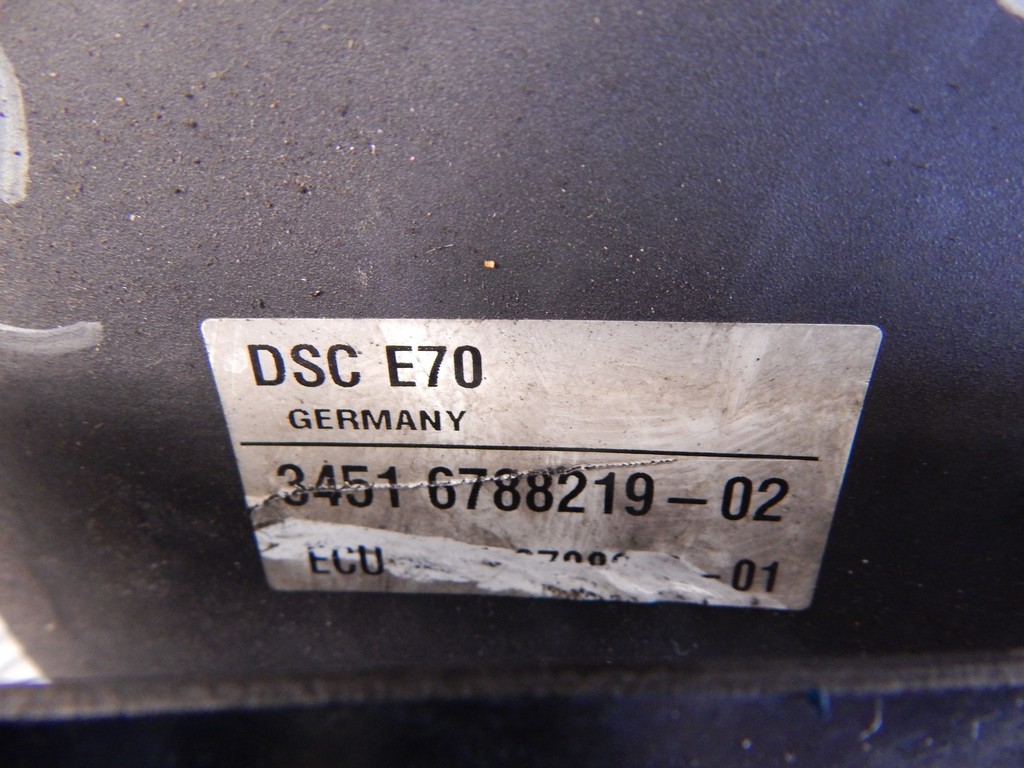 DSC E70
GERMANY
3451 6788219-02
ECU -01